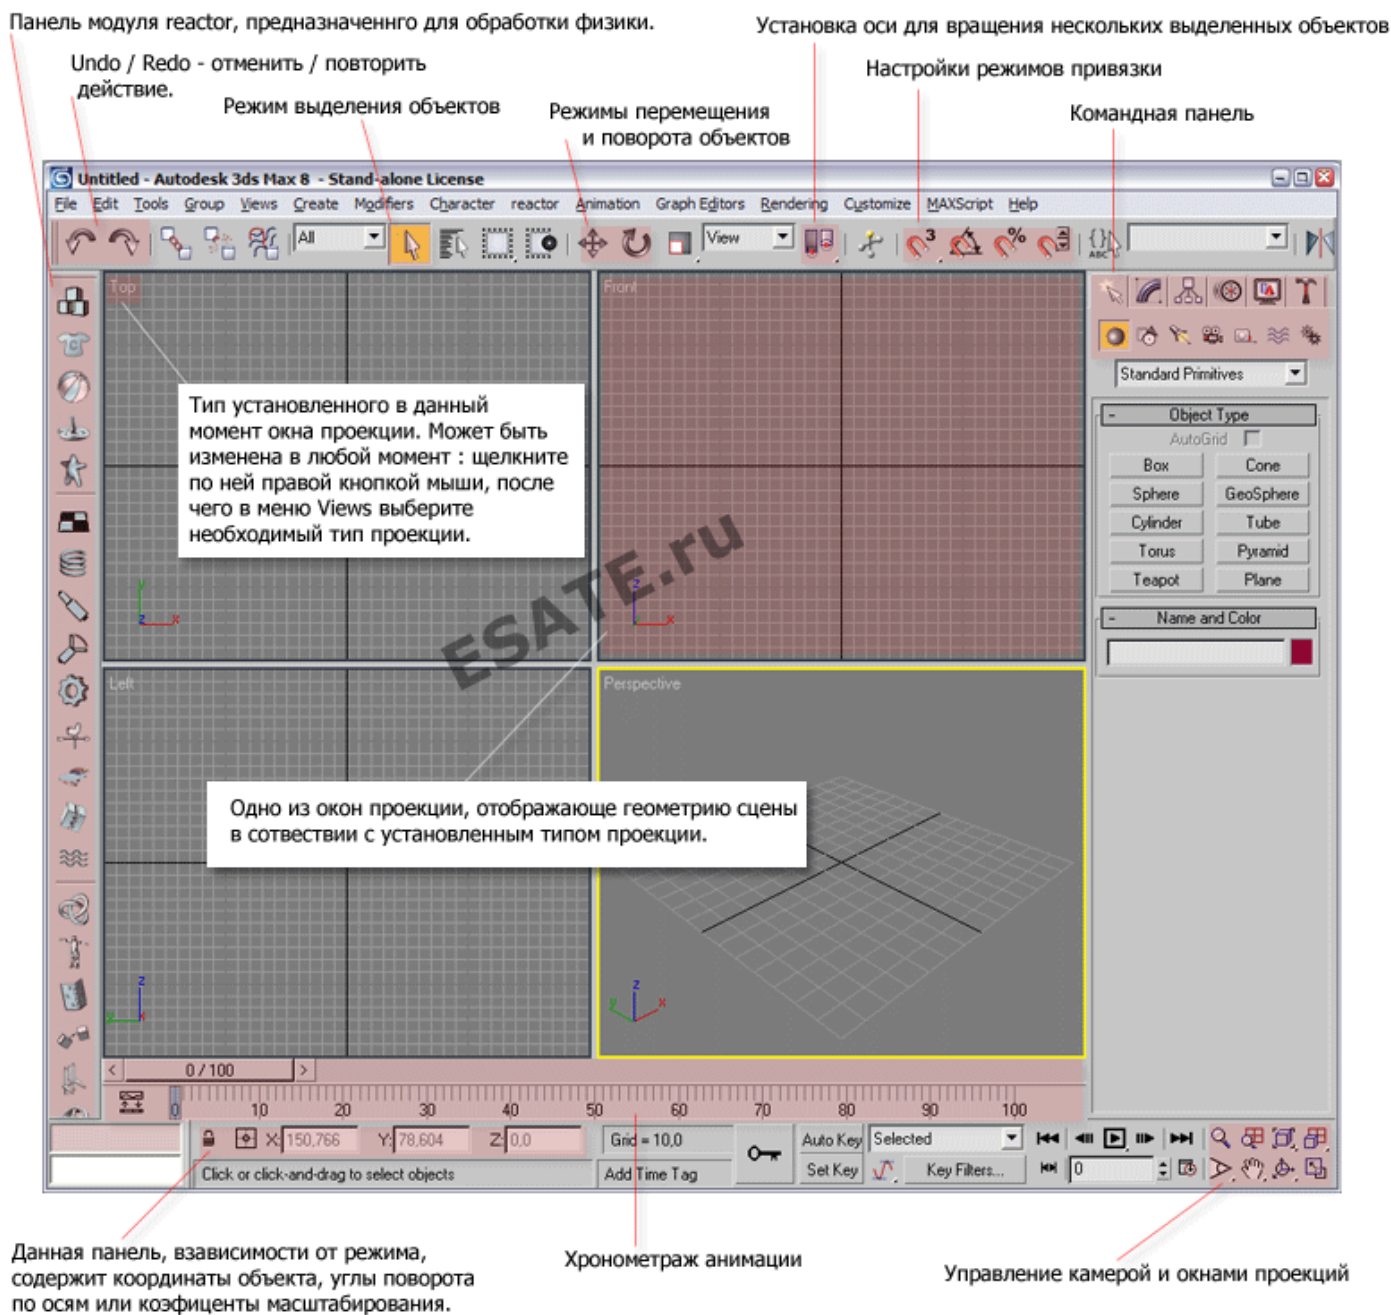 Панель модуля reactor, предназначеннго для обработки физики.
Установка оси для вращения нескольких выделенных объектов
Undo / Redo - отменить / повторить
действие.
Настройки режимов привязки
Режим выделения объектов
Режимы перемещения
и поворота объектов
Командная панель
Untitled - Autodesk 3ds Max 8 - Stand-alone License
File Edit Tools Group Views Create Modifiers Character reactor Animation Graph Editors Rendering Customize MAXScript Help
All
View
3
%
{}
ABC
Top
Front
Standard Primitives
- Object Type
AutoGrid
Box Cone
Sphere GeoSphere
Cylinder Tube
Torus Pyramid
Teapot Plane
- Name and Color
Тип установленного в данный
момент окна проекции. Может быть
изменена в любой момент : щелкните
по ней правой кнопкой мыши, после
чего в меню Views выберите
необходимый тип проекции.
ESATE.ru
y
z x
z
x
Left
Perspective
Одно из окон проекции, отображающе геометрию сцены
в сотвествии с установленным типом проекции.
z
y x
z
y x
< 0 / 100 >
0 10 20 30 40 50 60 70 80 90 100
X: 150,766 Y: 78,604 Z: 0,0 Grid = 10,0 Auto Key Selected
Click or click-and-drag to select objects Add Time Tag Set Key Key Filters... 0
Данная панель, взависимости от режима,
содержит координаты объекта, углы поворота
по осям или коэфиценты масштабирования.
Хронометраж анимации
Управление камерой и окнами проекций